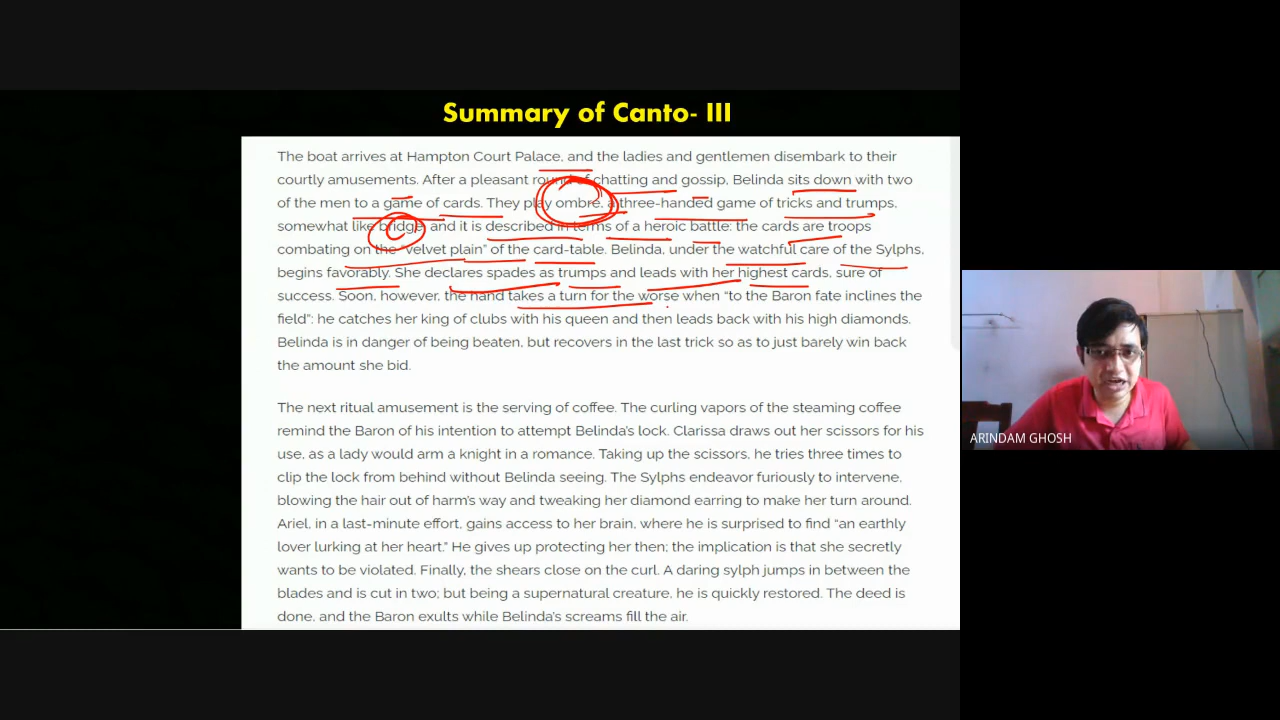 Summary of Canto- III
The boat arrives at Hampton Court Palace, and the ladies and gentlemen disembark to their
courtly amusements. After a pleasant round of chatting and gossip, Belinda sits down with two
of the men to a game of cards. They play ombre, a three-handed game of tricks and trumps,
somewhat like bridge, and it is described in terms of a heroic battle: the cards are troops
combating on the "velvet plain" of the card-table. Belinda, under the watchful care of the Sylphs,
begins favorably. She declares spades as trumps and leads with her highest cards, sure of
success. Soon, however, the hand takes a turn for the worse when "to the Baron fate inclines the
field": he catches her king of clubs with his queen and then leads back with his high diamonds.
Belinda is in danger of being beaten, but recovers in the last trick so as to just barely win back
the amount she bid.
The next ritual amusement is the serving of coffee. The curling vapors of the steaming coffee
remind the Baron of his intention to attempt Belinda's lock. Clarissa draws out her scissors for his
use, as a lady would arm a knight in a romance. Taking up the scissors, he tries three times to
clip the lock from behind without Belinda seeing. The Sylphs endeavor furiously to intervene,
blowing the hair out of harm's way and tweaking her diamond earring to make her turn around.
Ariel, in a last-minute effort, gains access to her brain, where he is surprised to find "an earthly
lover lurking at her heart." He gives up protecting her then; the implication is that she secretly
wants to be violated. Finally, the shears close on the curl. A daring sylph jumps in between the
blades and is cut in two; but being a supernatural creature, he is quickly restored. The deed is
done, and the Baron exults while Belinda's screams fill the air.
ARINDAM GHOSH